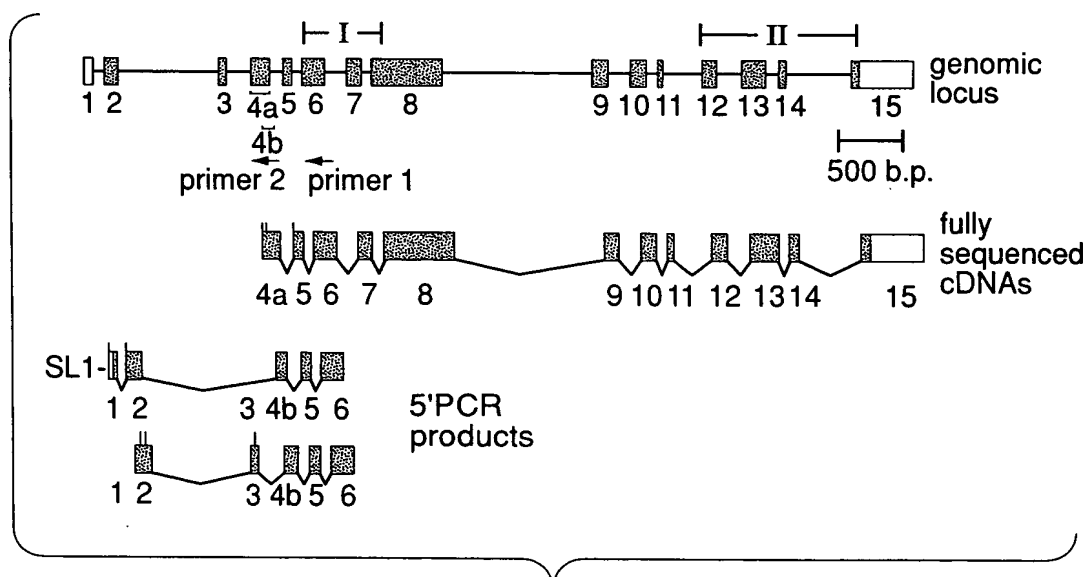 I II
genomic locus
1 2 3 4a 5 6 7 8 9 10 11 12 13 14 15
4b
500 b.p.
primer 2 primer 1
fully sequenced cDNAs
4a 5 6 7 8 9 10 11 12 13 14 15
SL1-
1 2 3 4b 5 6
5'PCR products
1 2 3 4b 5 6